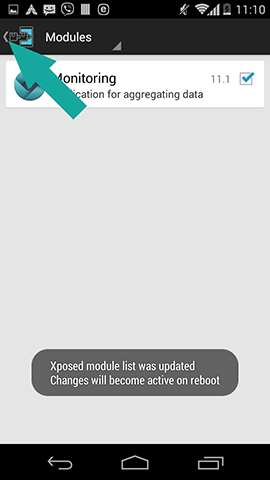 11:10
Modules
Monitoring 11.1
ication for aggregating data
Xposed module list was updated
Changes will become active on reboot